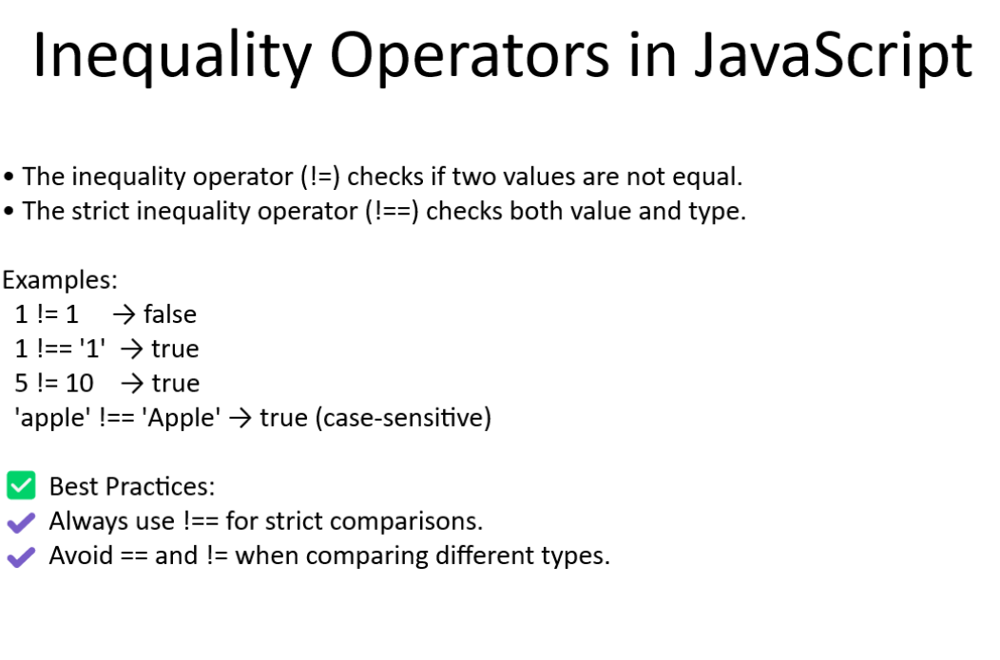 Inequality Operators in JavaScript
• The inequality operator (!=) checks if two values are not equal.
• The strict inequality operator (!==) checks both value and type.
Examples:
1 != 1 → false
1 !== '1' → true
5 != 10 → true
'apple' !== 'Apple' → true (case-sensitive)
✅ Best Practices:
✔ Always use !== for strict comparisons.
✔ Avoid == and != when comparing different types.